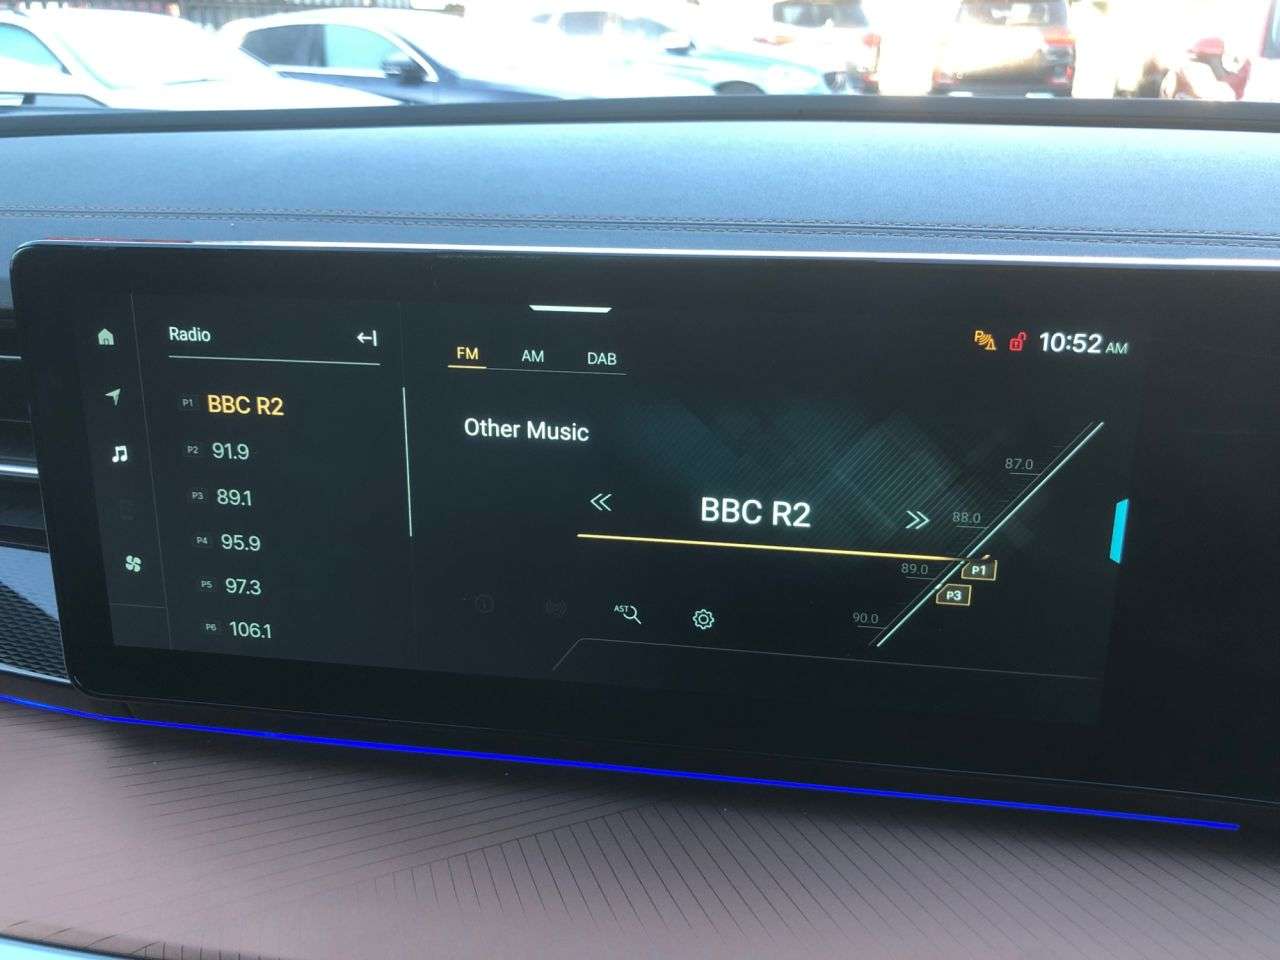 Radio
P1 BBC R2
P2 91.9
P3 89.1
P4 95.9
P5 97.3
P6 106.1
FM AM DAB
P 10:52 AM
Other Music
BBC R2
AST
87.0
88.0
89.0 P1
P3
90.0